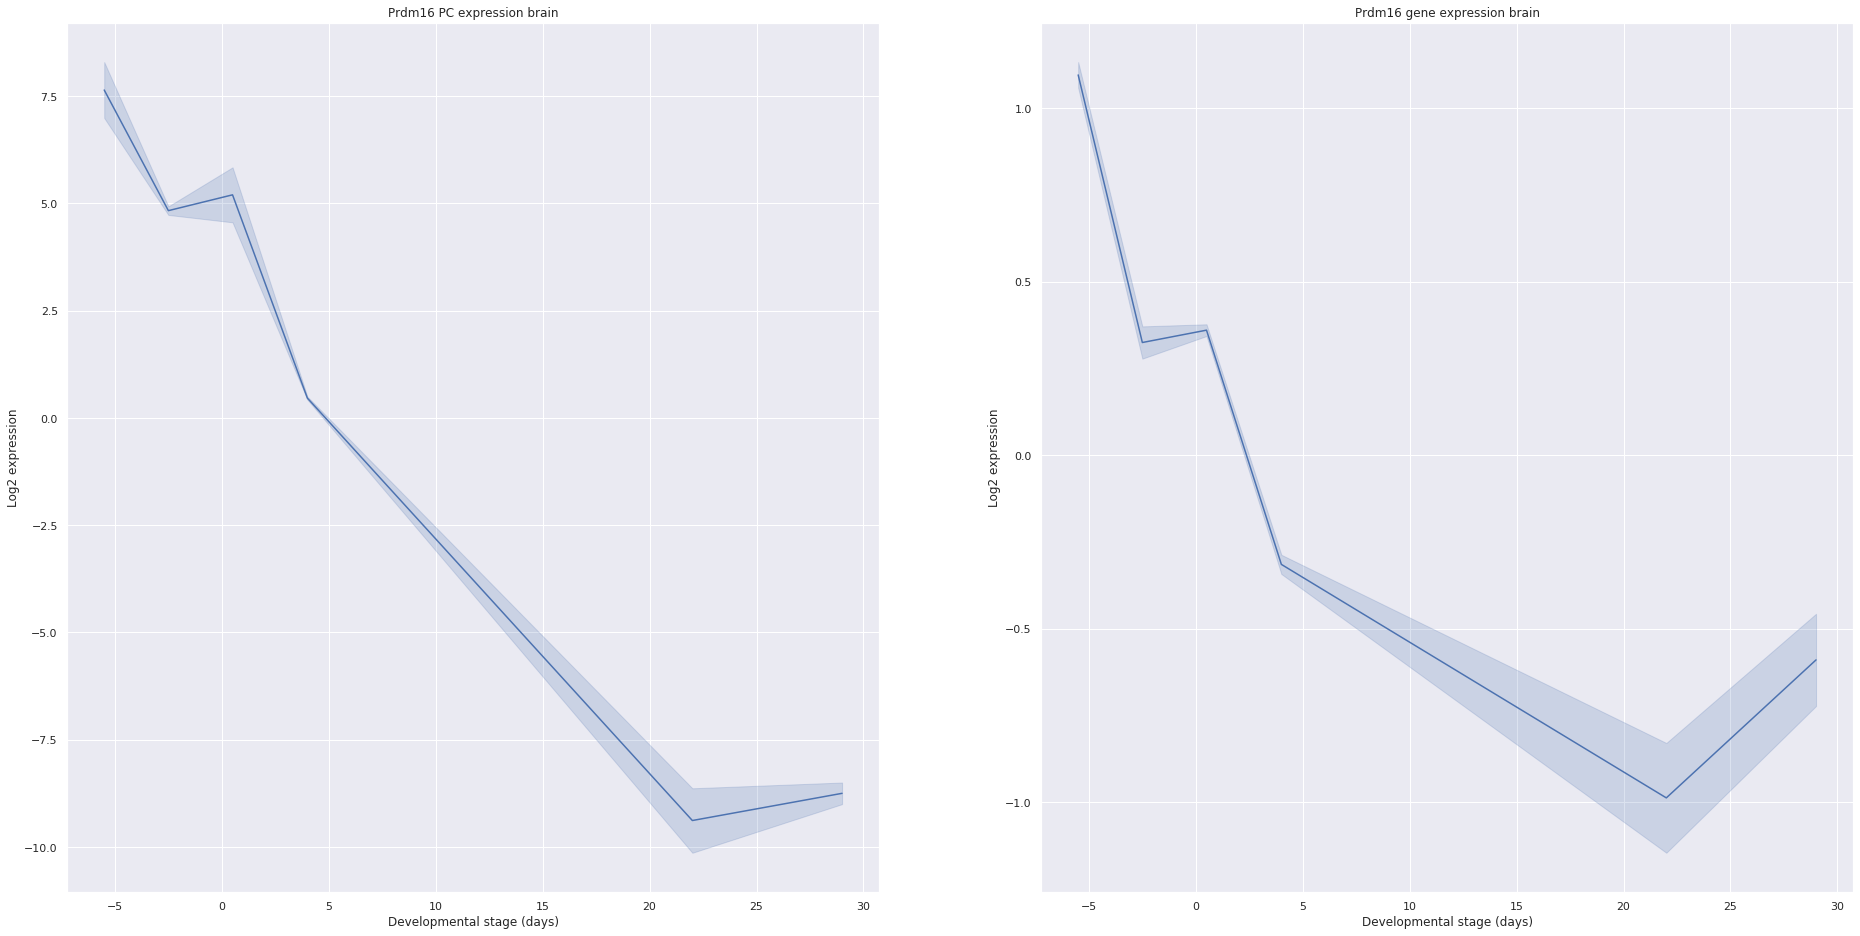 Prdm16 PC expression brain
Log2 expression
7.5
5.0
2.5
0.0
−2.5
−5.0
−7.5
−10.0
−5 0 5 10 15 20 25 30
Developmental stage (days)
Prdm16 gene expression brain
Log2 expression
1.0
0.5
0.0
−0.5
−1.0
−5 0 5 10 15 20 25 30
Developmental stage (days)